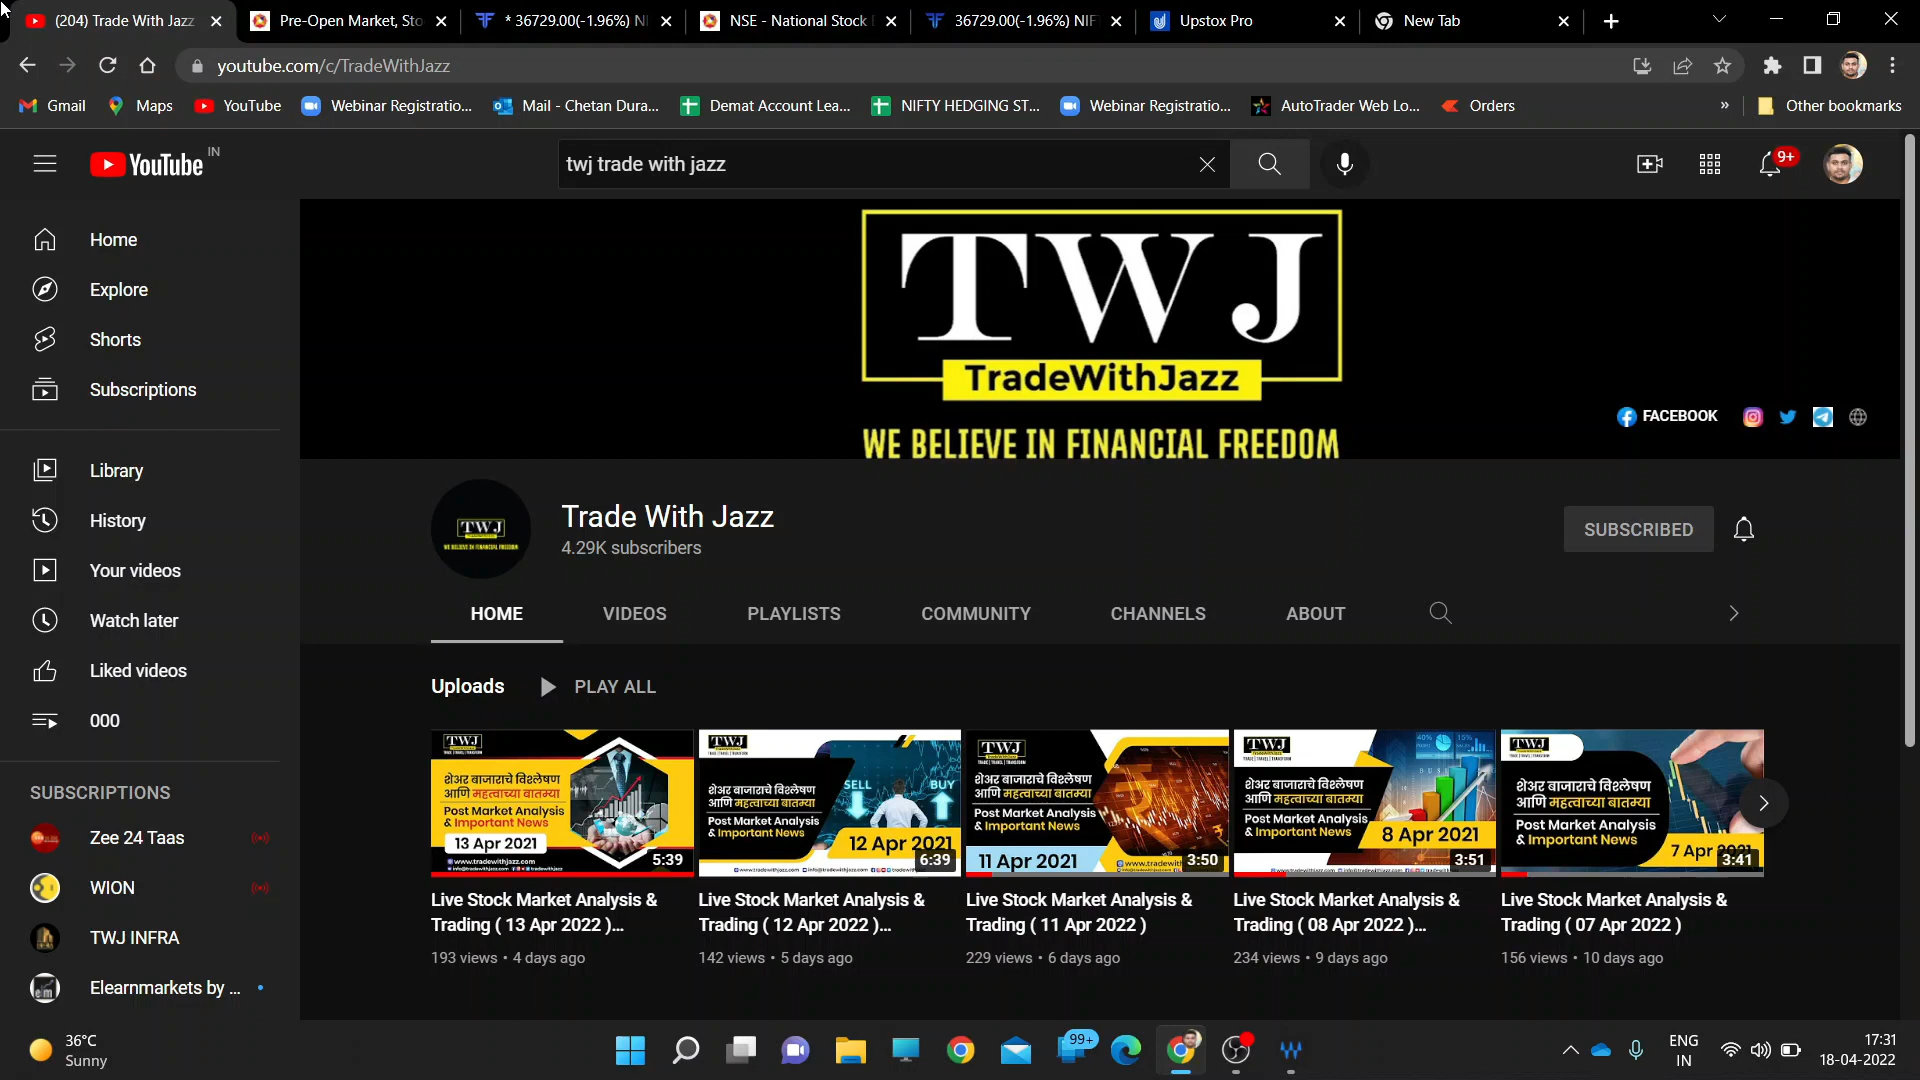 (204) Trade With Jazz
Pre-Open Market, Sto
* 36729.00(-1.96%) NI
NSE - National Stock
36729.00(-1.96%) NIF
Upstox Pro
New Tab
youtube.com/c/TradeWithJazz
Gmail
Maps
YouTube
Webinar Registratio...
Mail - Chetan Dura...
Demat Account Lea...
NIFTY HEDGING ST...
Webinar Registratio...
AutoTrader Web Lo...
Orders
»
Other bookmarks
YouTube IN
twj trade with jazz
9+
Home
Explore
Shorts
Subscriptions
Library
History
Your videos
Watch later
Liked videos
000
SUBSCRIPTIONS
Zee 24 Taas
WION
TWJ INFRA
Elearnmarkets by ...
TWJ
TradeWithJazz
WE BELIEVE IN FINANCIAL FREEDOM
FACEBOOK
TWJ
WE BELIEVE IN FINANCIAL FREEDOM
Trade With Jazz
4.29K subscribers
SUBSCRIBED
HOME
VIDEOS
PLAYLISTS
COMMUNITY
CHANNELS
ABOUT
Uploads
PLAY ALL
TWJ
शेअर बाजाराचे विश्लेषण
आणि महत्वाच्या बातम्या
Post Market Analysis
& Important News
13 Apr 2021
www.tradewithjazz.com
5:39
Live Stock Market Analysis &
Trading ( 13 Apr 2022 )...
193 views • 4 days ago
TWJ
शेअर बाजाराचे विश्लेषण
आणि महत्वाच्या बातम्या
Post Market Analysis
& Important News
SELL
BUY
12 Apr 2021
6:39
Live Stock Market Analysis &
Trading ( 12 Apr 2022 )...
142 views • 5 days ago
TWJ
शेअर बाजाराचे विश्लेषण
आणि महत्वाच्या बातम्या
Post Market Analysis
& Important News
11 Apr 2021
3:50
Live Stock Market Analysis &
Trading ( 11 Apr 2022 )
229 views • 6 days ago
TWJ
शेअर बाजाराचे विश्लेषण
आणि महत्वाच्या बातम्या
Post Market Analysis
& Important News
40%
15%
8 Apr 2021
3:51
Live Stock Market Analysis &
Trading ( 08 Apr 2022 )...
234 views • 9 days ago
TWJ
शेअर बाजाराचे विश्लेषण
आणि महत्वाच्या बातम्या
Post Market Analysis
& Important News
7 Apr
3:41
Live Stock Market Analysis &
Trading ( 07 Apr 2022 )
156 views • 10 days ago
36°C
Sunny
99+
ENG
IN
17:31
18-04-2022